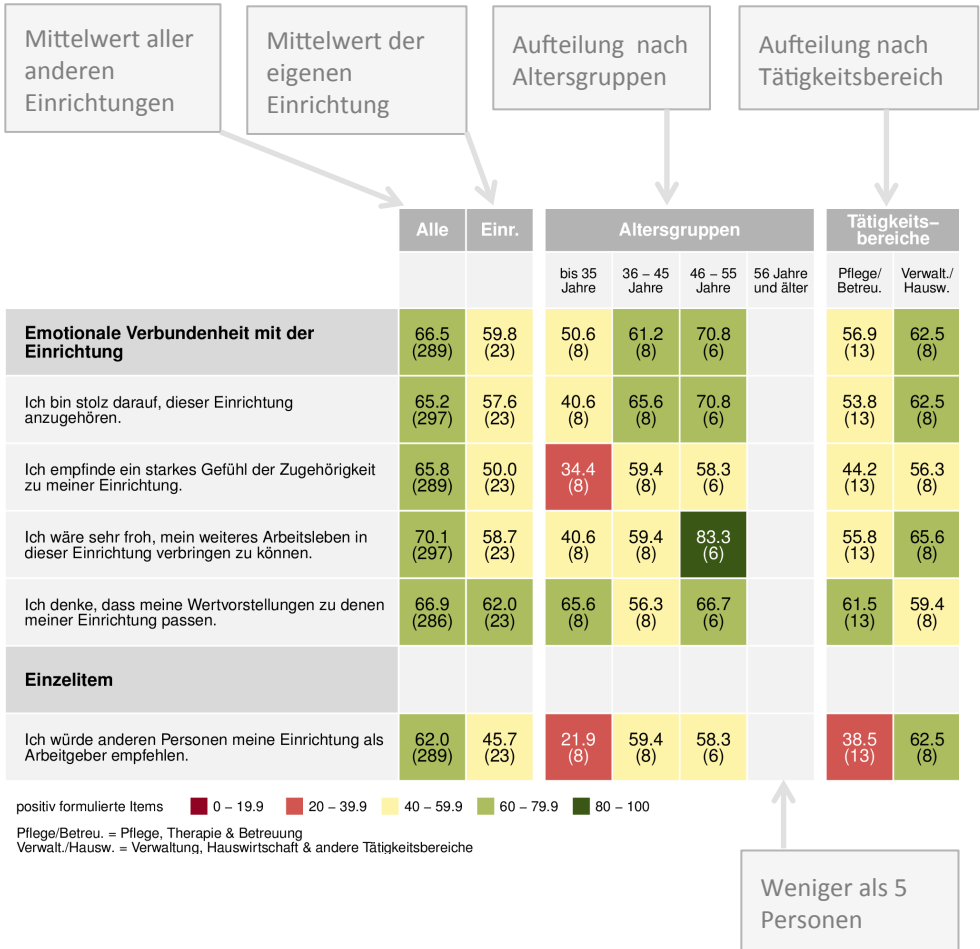 Mittelwert aller
anderen
Einrichtungen
Mittelwert der
eigenen
Einrichtung
Aufteilung nach
Altersgruppen
Aufteilung nach
Tätigkeitsbereich
Alle Einr. Altersgruppen Tätigkeits–
bereiche
bis 35
Jahre
36 – 45
Jahre
46 – 55
Jahre
56 Jahre
und älter
Pflege/
Betreu.
Verwalt./
Hausw.
Emotionale Verbundenheit mit der
Einrichtung
66.5 59.8 50.6 61.2 70.8 56.9 62.5
(289) (23) (8) (8) (6) (13) (8)
Ich bin stolz darauf, dieser Einrichtung
anzugehören.
65.2 57.6 40.6 65.6 70.8 53.8 62.5
(297) (23) (8) (8) (6) (13) (8)
Ich empfinde ein starkes Gefühl der Zugehörigkeit
zu meiner Einrichtung.
65.8 50.0 34.4 59.4 58.3 44.2 56.3
(289) (23) (8) (8) (6) (13) (8)
Ich wäre sehr froh, mein weiteres Arbeitsleben in
dieser Einrichtung verbringen zu können.
70.1 58.7 40.6 59.4 83.3 55.8 65.6
(297) (23) (8) (8) (6) (13) (8)
Ich denke, dass meine Wertvorstellungen zu denen
meiner Einrichtung passen.
66.9 62.0 65.6 56.3 66.7 61.5 59.4
(286) (23) (8) (8) (6) (13) (8)
Einzelitem
Ich würde anderen Personen meine Einrichtung als
Arbeitgeber empfehlen.
62.0 45.7 21.9 59.4 58.3 38.5 62.5
(289) (23) (8) (8) (6) (13) (8)
positiv formulierte Items 0 – 19.9 20 – 39.9 40 – 59.9 60 – 79.9 80 – 100
Pflege/Betreu. = Pflege, Therapie & Betreuung
Verwalt./Hausw. = Verwaltung, Hauswirtschaft & andere Tätigkeitsbereiche
Weniger als 5
Personen